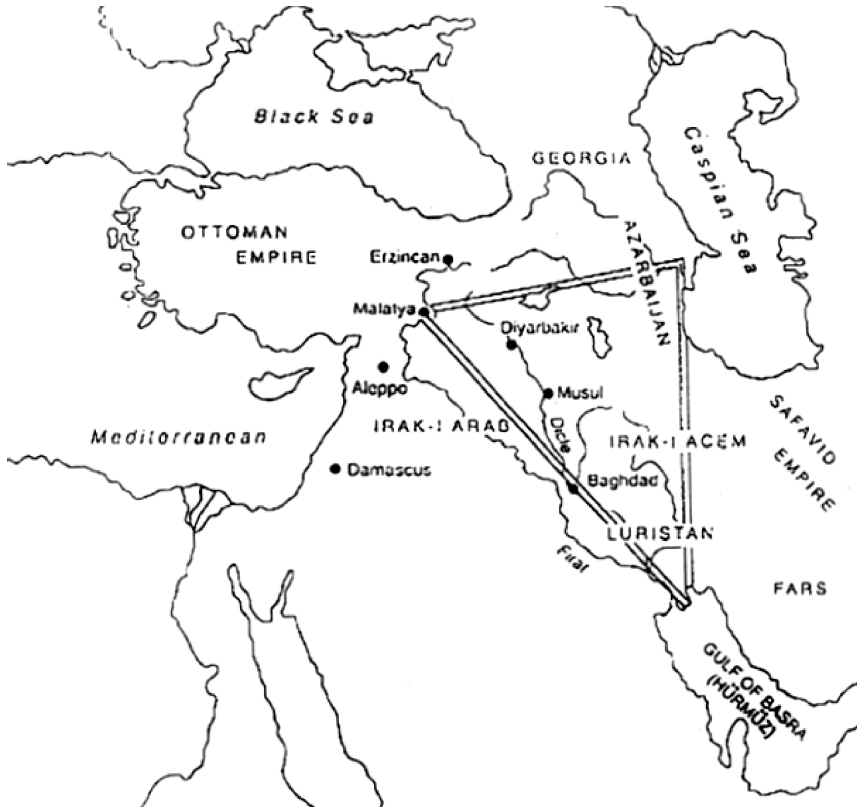 Black Sea
GEORGIA
Caspian Sea
OTTOMAN
EMPIRE
Erzincan
AZARBAIJAN
Malatya
Diyarbakir
Aleppo
Musul
Mediterranean
IRAK-I ARAB
Dicle
IRAK-I ACEM
SAFAVID
EMPIRE
Damascus
Baghdad
LURISTAN
Firat
FARS
GULF OF BASRA
(HÜRMÜZ)